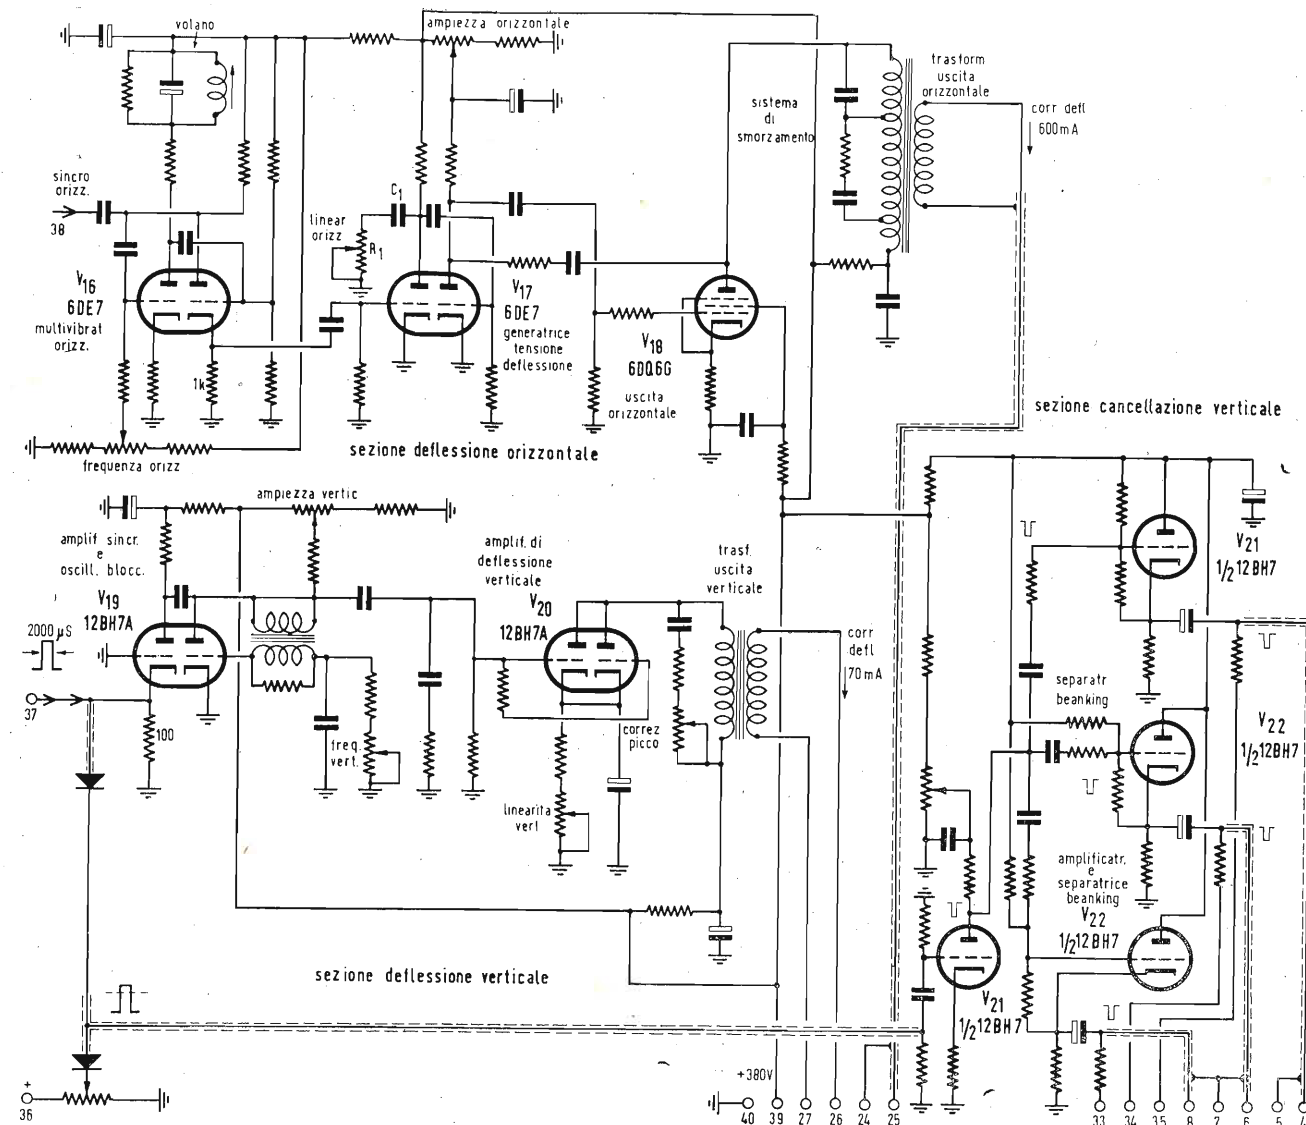 volano
ampiezza orizzontale
trasform
uscita
orizzontale
corr defl
600mA
sistema
di
smorzamento
sincro
orizz.
38
C1
linear
orizz
R1
V16
6DE7
multivibrat
orizz.
V17
6DE7
generatrice
tensione
deflessione
V18
6DQ6G
uscita
orizzontale
1k
frequenza orizz
sezione deflessione orizzontale
sezione cancellazione verticale
ampiezza vertic
amplif sincr.
e
oscill. blocc.
V19
12BH7A
2000 µS
37
100
freq.
vert.
amplif. di
deflessione
verticale
V20
12BH7A
trasf.
uscita
verticale
corr
defl
70mA
correz
picco
linearita
vert
V21
1/2 12BH7
separatr
beanking
V22
1/2 12BH7
amplificatr.
e
separatrice
beanking
V22
1/2 12BH7
V21
1/2 12BH7
sezione deflessione verticale
+
36
+380V
40
39
27
26
24
25
33
34
35
8
7
6
5
4